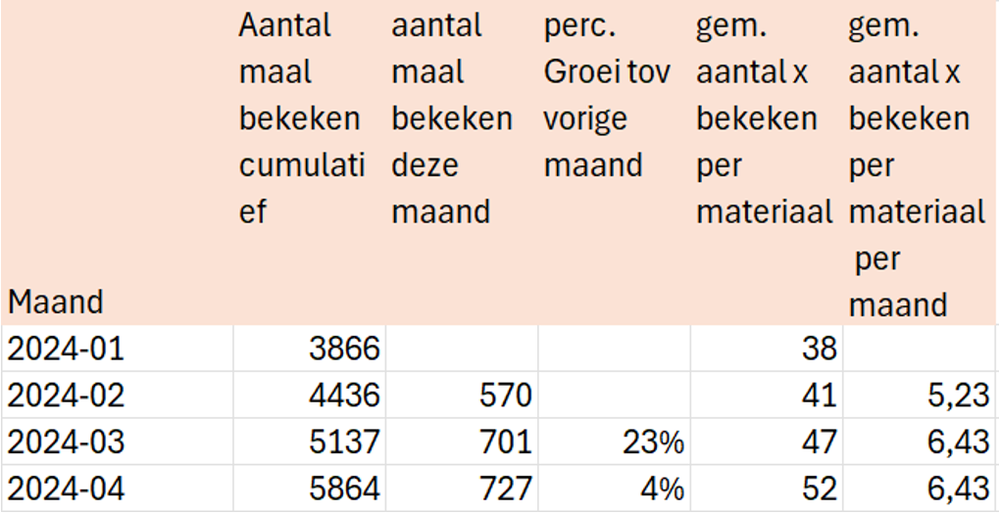 Maand	Aantal maal bekeken cumulatief	aantal maal bekeken deze maand	perc. Groei tov vorige maand	gem. aantal x bekeken per materiaal	gem. aantal x bekeken per materiaal per maand
2024-01	3866			38	
2024-02	4436	570		41	5,23
2024-03	5137	701	23%	47	6,43
2024-04	5864	727	4%	52	6,43